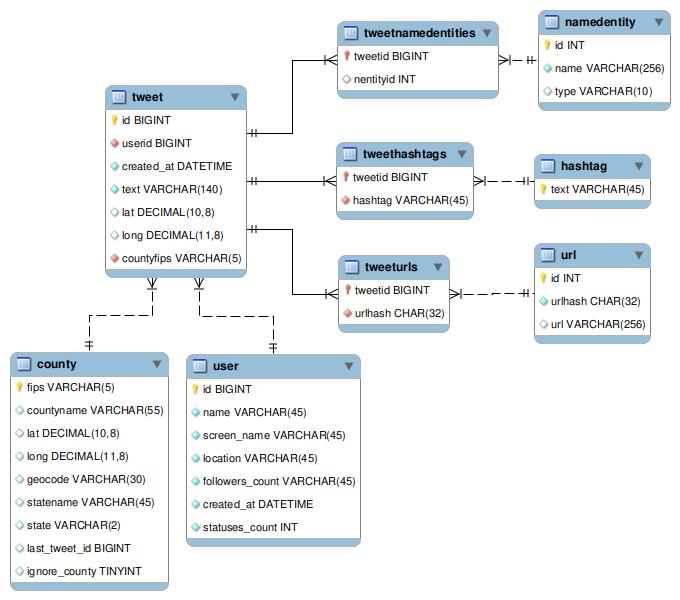 tweetnamedentities
tweetid BIGINT
nentityid INT
namedentity
id INT
name VARCHAR(256)
type VARCHAR(10)
tweet
id BIGINT
userid BIGINT
created_at DATETIME
text VARCHAR(140)
lat DECIMAL(10,8)
long DECIMAL(11,8)
countyfips VARCHAR(5)
tweethashtags
tweetid BIGINT
hashtag VARCHAR(45)
hashtag
text VARCHAR(45)
tweeturls
tweetid BIGINT
urlhash CHAR(32)
url
id INT
urlhash CHAR(32)
url VARCHAR(256)
county
fips VARCHAR(5)
countyname VARCHAR(55)
lat DECIMAL(10,8)
long DECIMAL(11,8)
geocode VARCHAR(30)
statename VARCHAR(45)
state VARCHAR(2)
last_tweet_id BIGINT
ignore_county TINYINT
user
id BIGINT
name VARCHAR(45)
screen_name VARCHAR(45)
location VARCHAR(45)
followers_count VARCHAR(45)
created_at DATETIME
statuses_count INT